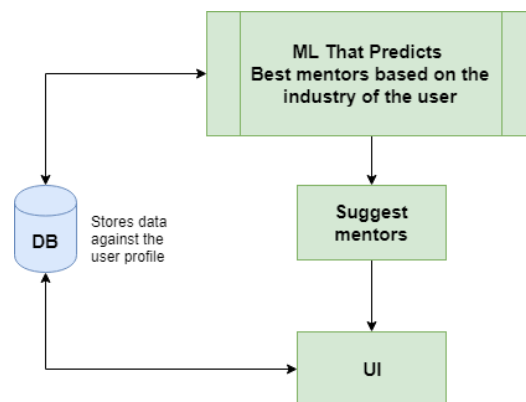 ML That Predicts
Best mentors based on the
industry of the user
Stores data
against the
user profile
DB
Suggest
mentors
UI